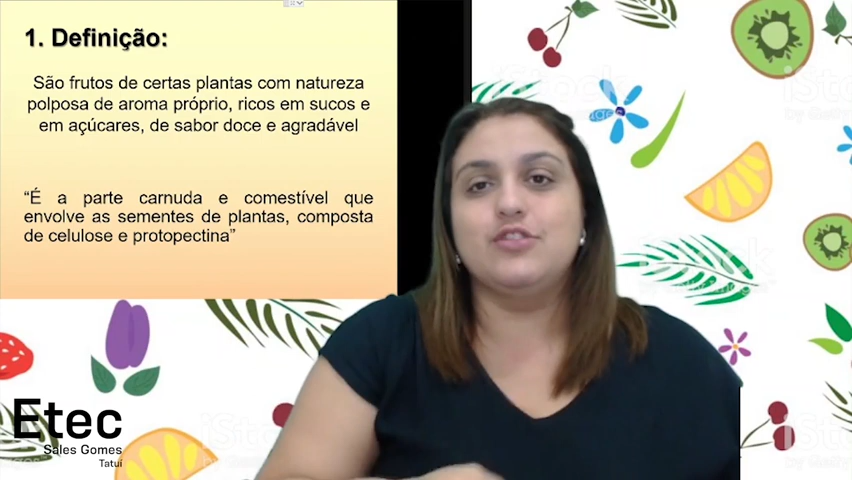 1. Definição:
São frutos de certas plantas com natureza
polposa de aroma próprio, ricos em sucos e
em açúcares, de sabor doce e agradável
“É a parte carnuda e comestível que
envolve as sementes de plantas, composta
de celulose e protopectina”
Etec
Sales Gomes
Tatuí